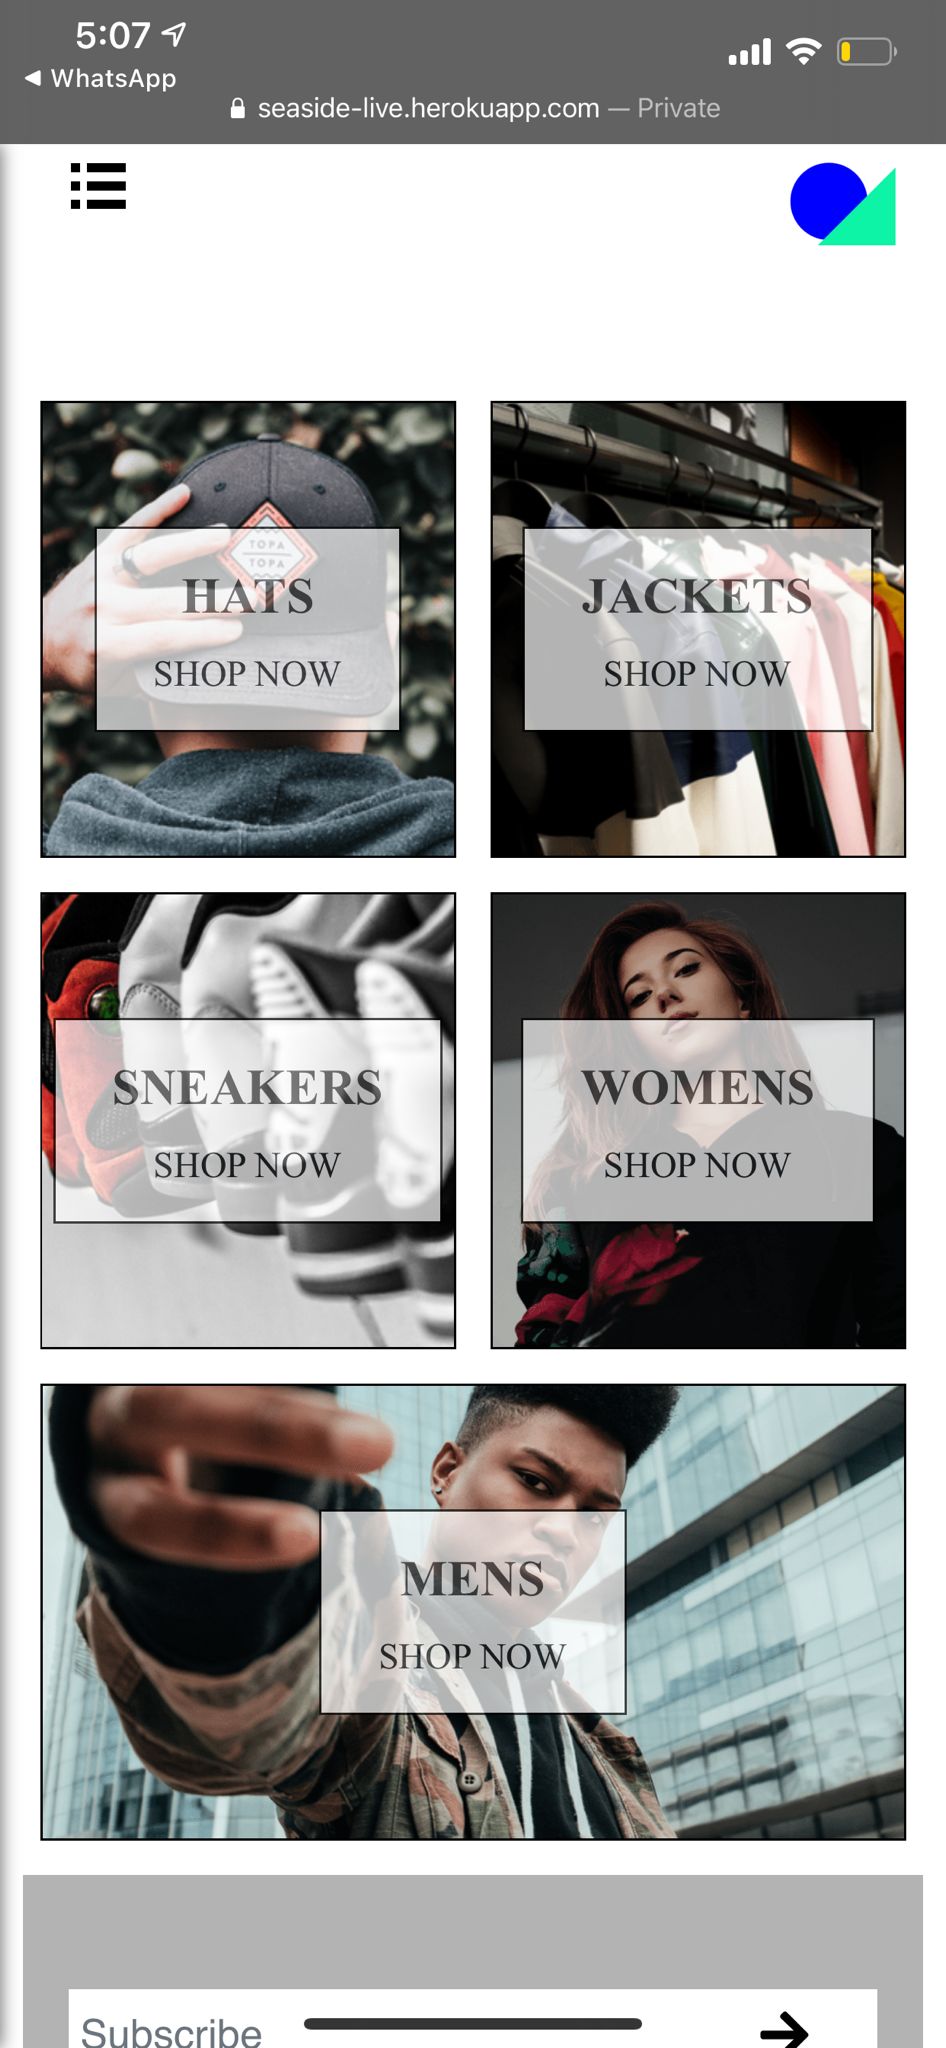 5:07
◀ WhatsApp
seaside-live.herokuapp.com — Private
TOPA
TOPA
HATS
SHOP NOW
JACKETS
SHOP NOW
SNEAKERS
SHOP NOW
WOMENS
SHOP NOW
MENS
SHOP NOW
Subscribe